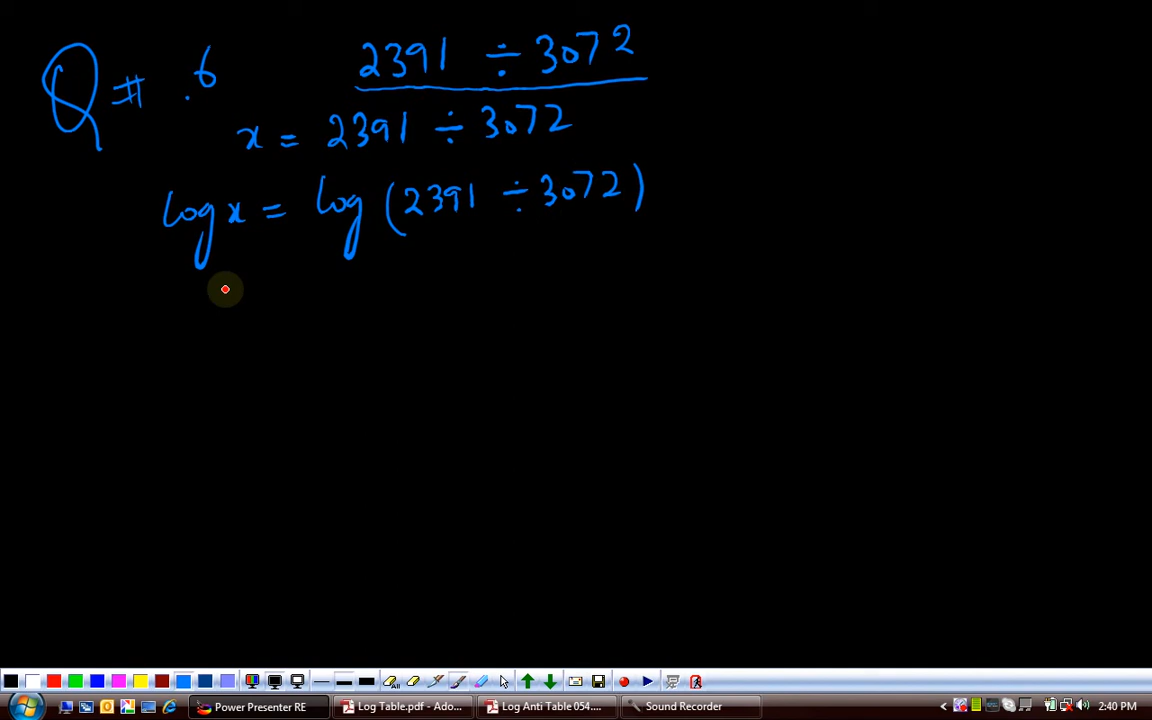 Q# .6 2391 ÷ 3072
x = 2391 ÷ 3072
log x = log (2391 ÷ 3072)
Power Presenter RE Log Table.pdf - Ado... Log Anti Table 054.... Sound Recorder 2:40 PM